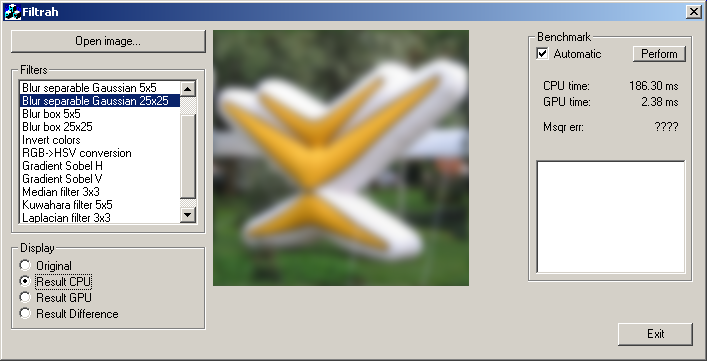 Filtrah
Open image...
Filters
Blur separable Gaussian 5x5
Blur separable Gaussian 25x25
Blur box 5x5
Blur box 25x25
Invert colors
RGB->HSV conversion
Gradient Sobel H
Gradient Sobel V
Median filter 3x3
Kuwahara filter 5x5
Laplacian filter 3x3
Display
Original
Result CPU
Result GPU
Result Difference
Benchmark
Automatic Perform
CPU time: 186.30 ms
GPU time: 2.38 ms
Msqr err: ????
Exit